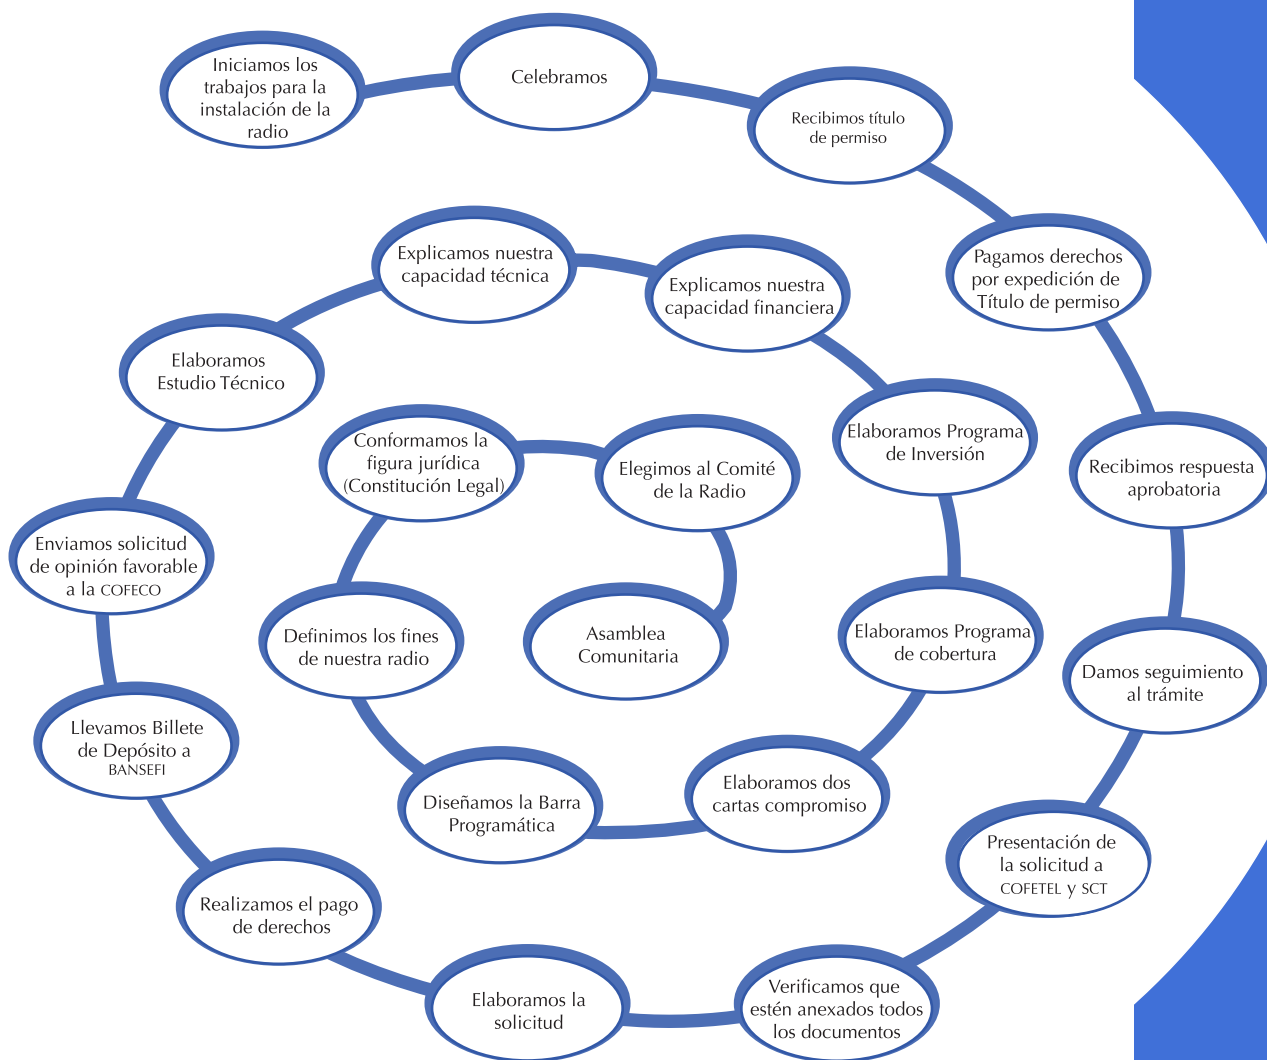 Iniciamos los
trabajos para la
instalación de la
radio
Celebramos
Recibimos título
de permiso
Pagamos derechos
por expedición de
Título de permiso
Recibimos respuesta
aprobatoria
Damos seguimiento
al trámite
Presentación de
la solicitud a
COFETEL y SCT
Verificamos que
estén anexados todos
los documentos
Elaboramos la
solicitud
Realizamos el pago
de derechos
Llevamos Billete
de Depósito a
BANSEFI
Enviamos solicitud
de opinión favorable
a la COFECO
Elaboramos
Estudio Técnico
Explicamos nuestra
capacidad técnica
Explicamos nuestra
capacidad financiera
Elaboramos Programa
de Inversión
Elaboramos Programa
de cobertura
Elaboramos dos
cartas compromiso
Diseñamos la Barra
Programática
Definimos los fines
de nuestra radio
Conformamos la
figura jurídica
(Constitución Legal)
Elegimos al Comité
de la Radio
Asamblea
Comunitaria